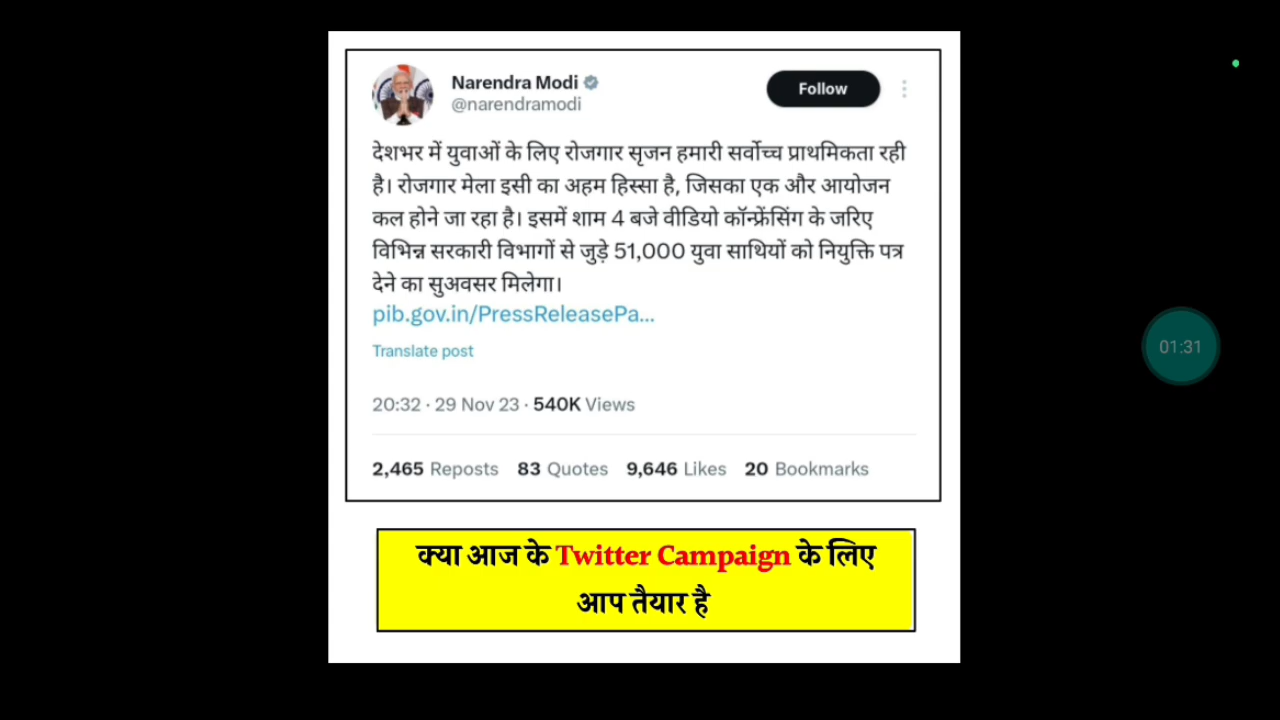 Narendra Modi
@narendramodi
Follow
देशभर में युवाओं के लिए रोजगार सृजन हमारी सर्वोच्च प्राथमिकता रही
है। रोजगार मेला इसी का अहम हिस्सा है, जिसका एक और आयोजन
कल होने जा रहा है। इसमें शाम 4 बजे वीडियो कॉन्फ्रेंसिंग के जरिए
विभिन्न सरकारी विभागों से जुड़े 51,000 युवा साथियों को नियुक्ति पत्र
देने का सुअवसर मिलेगा।
pib.gov.in/PressReleasePa...
Translate post
20:32 · 29 Nov 23 · 540K Views
2,465 Reposts 83 Quotes 9,646 Likes 20 Bookmarks
क्या आज के Twitter Campaign के लिए
आप तैयार है
01:31